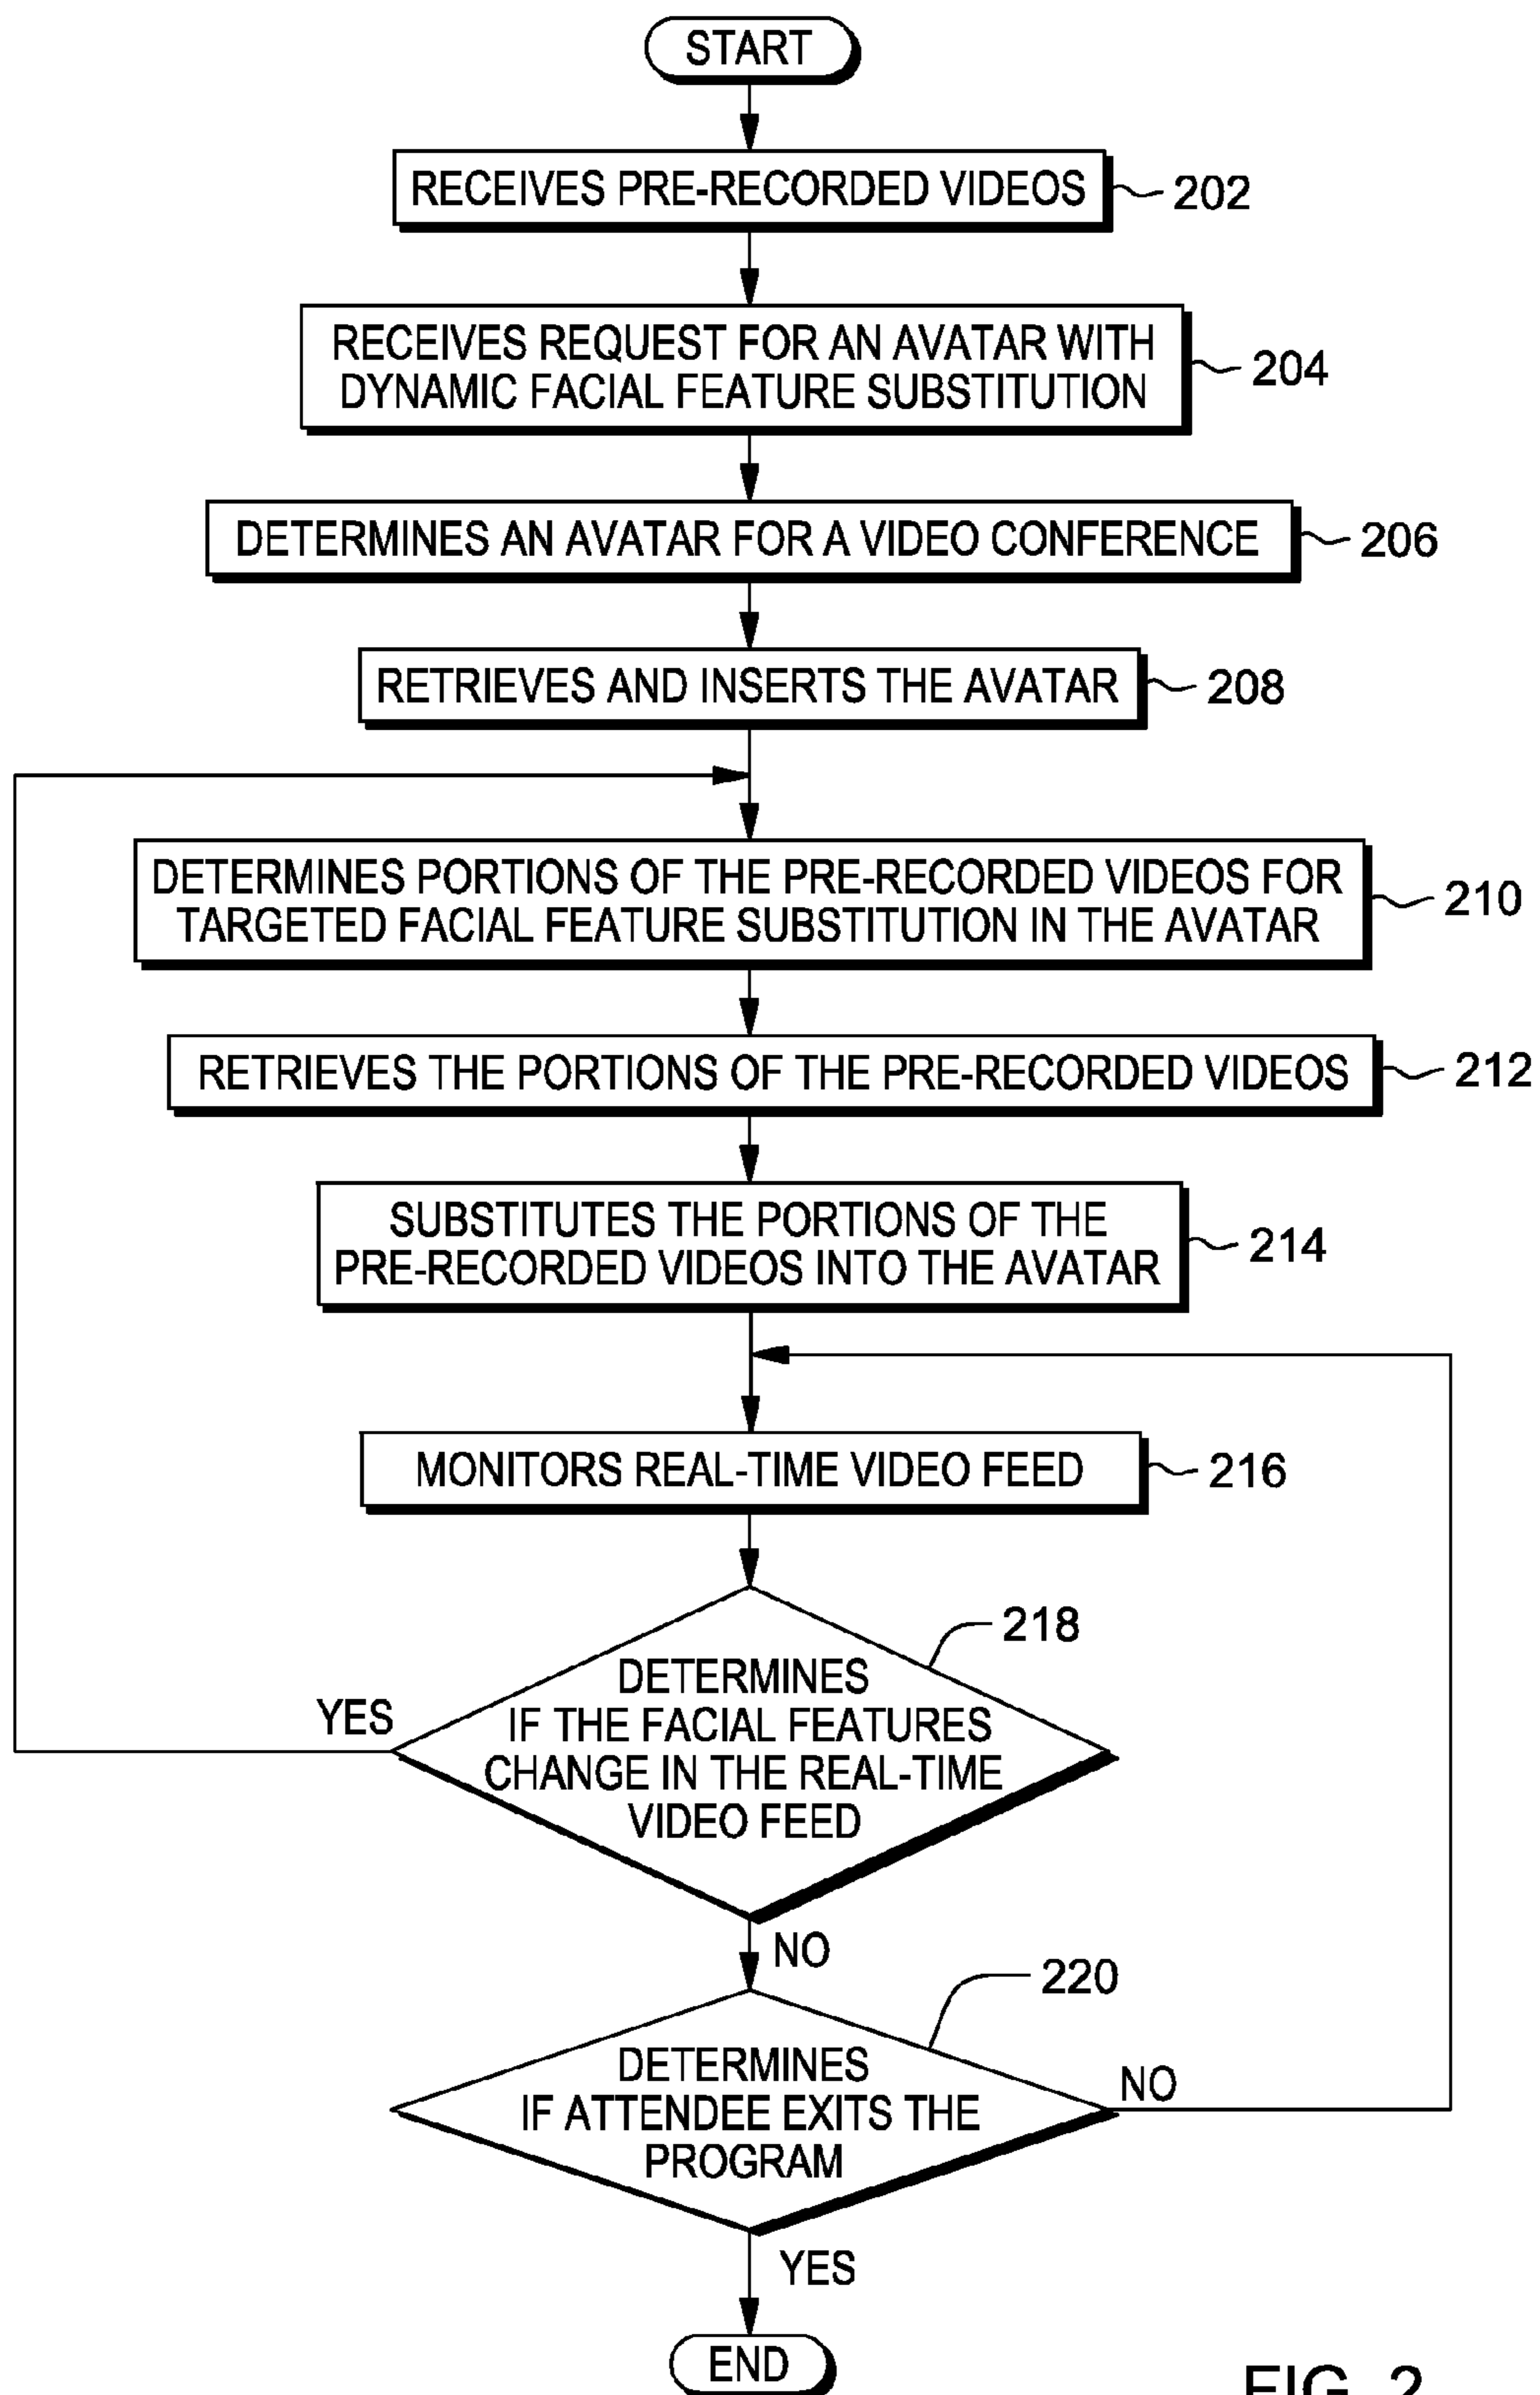 START
RECEIVES PRE-RECORDED VIDEOS
202
RECEIVES REQUEST FOR AN AVATAR WITH
DYNAMIC FACIAL FEATURE SUBSTITUTION
204
DETERMINES AN AVATAR FOR A VIDEO CONFERENCE
206
RETRIEVES AND INSERTS THE AVATAR
208
DETERMINES PORTIONS OF THE PRE-RECORDED VIDEOS FOR
TARGETED FACIAL FEATURE SUBSTITUTION IN THE AVATAR
210
RETRIEVES THE PORTIONS OF THE PRE-RECORDED VIDEOS
212
SUBSTITUTES THE PORTIONS OF THE
PRE-RECORDED VIDEOS INTO THE AVATAR
214
MONITORS REAL-TIME VIDEO FEED
216
218
DETERMINES
IF THE FACIAL FEATURES
CHANGE IN THE REAL-TIME
VIDEO FEED
YES
NO
220
DETERMINES
IF ATTENDEE EXITS THE
PROGRAM
NO
YES
END
FIG. 2